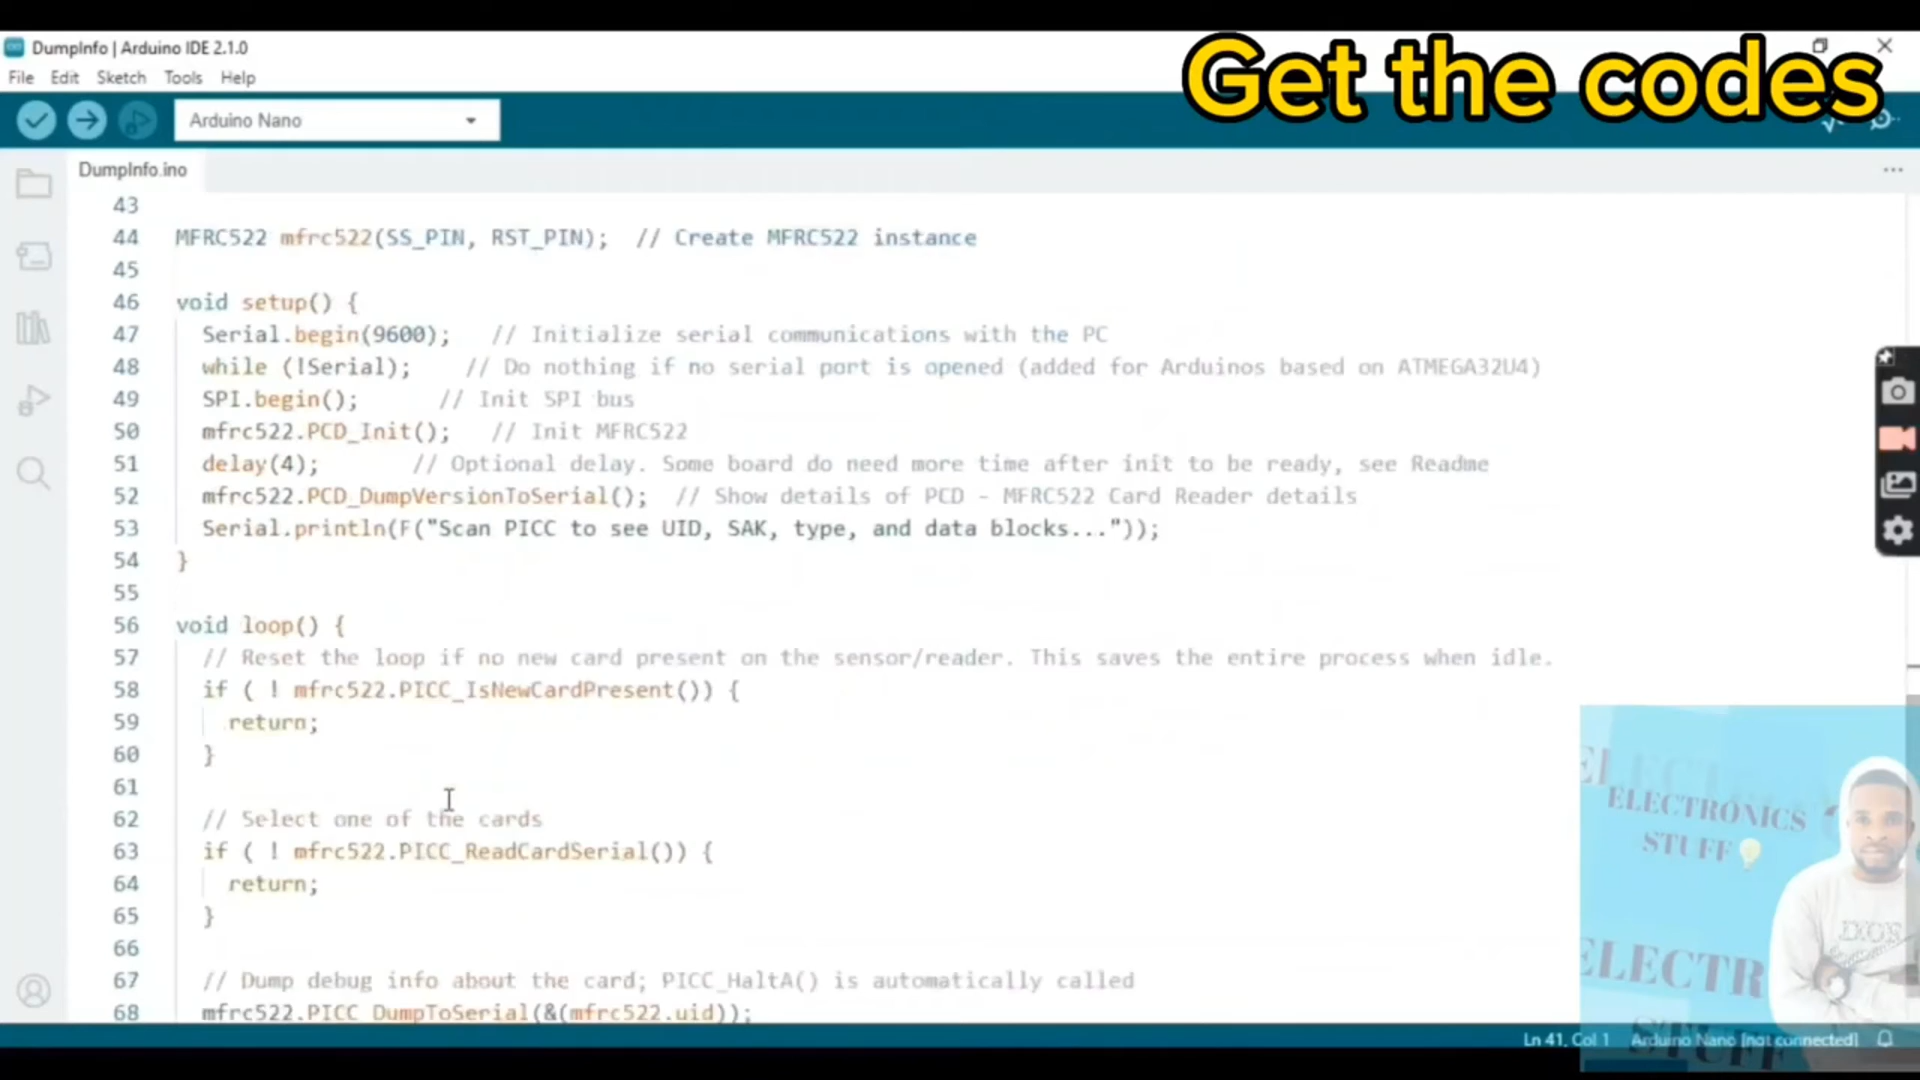 DumpInfo | Arduino IDE 2.1.0
Get the codes
File Edit Sketch Tools Help
Arduino Nano
DumpInfo.ino
43
44 MFRC522 mfrc522(SS_PIN, RST_PIN); // Create MFRC522 instance
45
46 void setup() {
47 Serial.begin(9600); // Initialize serial communications with the PC
48 while (!Serial); // Do nothing if no serial port is opened (added for Arduinos based on ATMEGA32U4)
49 SPI.begin(); // Init SPI bus
50 mfrc522.PCD_Init(); // Init MFRC522
51 delay(4); // Optional delay. Some board do need more time after init to be ready, see Readme
52 mfrc522.PCD_DumpVersionToSerial(); // Show details of PCD - MFRC522 Card Reader details
53 Serial.println(F("Scan PICC to see UID, SAK, type, and data blocks..."));
54 }
55
56 void loop() {
57 // Reset the loop if no new card present on the sensor/reader. This saves the entire process when idle.
58 if ( ! mfrc522.PICC_IsNewCardPresent()) {
59 return;
60 }
61
62 // Select one of the cards
63 if ( ! mfrc522.PICC_ReadCardSerial()) {
64 return;
65 }
66
67 // Dump debug info about the card; PICC_HaltA() is automatically called
68 mfrc522.PICC_DumpToSerial(&(mfrc522.uid));
ELECTRONICS
STUFF
Ln 41, Col 1 Arduino Nano [not connected]